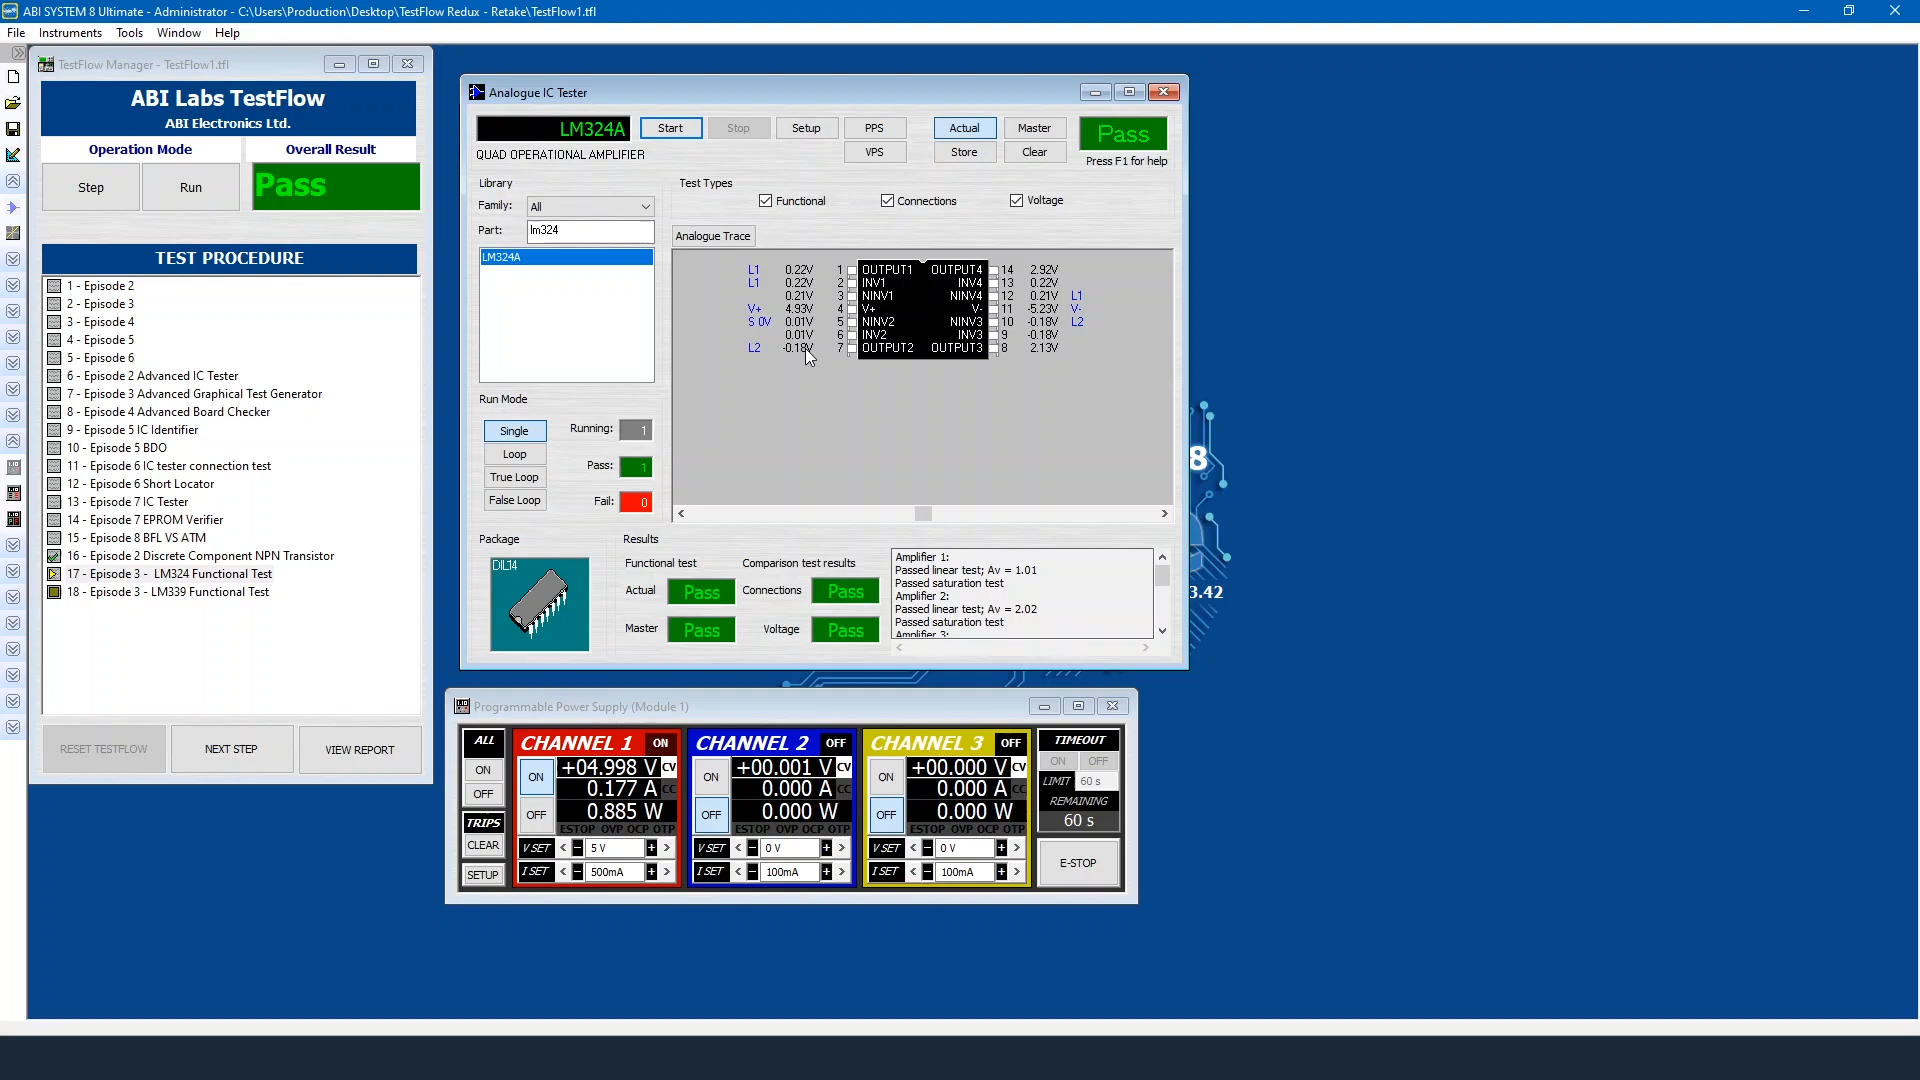 ABI SYSTEM 8 Ultimate - Administrator - C:\Users\Production\Desktop\TestFlow Redux - Retake\TestFlow1.tfl
File Instruments Tools Window Help
TestFlow Manager - TestFlow1.tfl
ABI Labs TestFlow
ABI Electronics Ltd.
Operation Mode Overall Result
Step Run Pass
TEST PROCEDURE
1 - Episode 2
2 - Episode 3
3 - Episode 4
4 - Episode 5
5 - Episode 6
6 - Episode 2 Advanced IC Tester
7 - Episode 3 Advanced Graphical Test Generator
8 - Episode 4 Advanced Board Checker
9 - Episode 5 IC Identifier
10 - Episode 5 BDO
11 - Episode 6 IC tester connection test
12 - Episode 6 Short Locator
13 - Episode 7 IC Tester
14 - Episode 7 EPROM Verifier
15 - Episode 8 BFL VS ATM
16 - Episode 2 Discrete Component NPN Transistor
17 - Episode 3 - LM324 Functional Test
18 - Episode 3 - LM339 Functional Test
RESET TESTFLOW NEXT STEP VIEW REPORT
Analogue IC Tester
LM324A Start Stop Setup PPS Actual Master Pass
QUAD OPERATIONAL AMPLIFIER VPS Store Clear Press F1 for help
Library Test Types
Family: All Functional Connections Voltage
Part: lm324
Analogue Trace
LM324A
L1 0.22V 1 OUTPUT1 OUTPUT4 14 2.92V
L1 0.22V 2 INV1 INV4 13 0.22V
0.21V 3 NINV1 NINV4 12 0.21V L1
V+ 4.93V 4 V+ V- 11 -5.23V V-
S 0V 0.01V 5 NINV2 NINV3 10 -0.18V L2
0.01V 6 INV2 INV3 9 -0.18V
L2 -0.18V 7 OUTPUT2 OUTPUT3 8 2.13V
Run Mode
Single Running: 1
Loop Pass: 1
True Loop
False Loop Fail: 0
Package Results
DIL14
Functional test Comparison test results
Actual Pass Connections Pass
Master Pass Voltage Pass
Amplifier 1:
Passed linear test; Av = 1.01
Passed saturation test
Amplifier 2:
Passed linear test; Av = 2.02
Passed saturation test
Amplifier 3:
8
3.42
Programmable Power Supply (Module 1)
ALL ON OFF
TRIPS CLEAR SETUP
CHANNEL 1 ON
ON +04.998 V CV
0.177 A CC
OFF 0.885 W
ESTOP OVP OCP OTP
V SET < - 5 V + >
I SET < - 500mA + >
CHANNEL 2 OFF
ON +00.001 V CV
0.000 A CC
OFF 0.000 W
ESTOP OVP OCP OTP
V SET < - 0 V + >
I SET < - 100mA + >
CHANNEL 3 OFF
ON +00.000 V CV
0.000 A CC
OFF 0.000 W
ESTOP OVP OCP OTP
V SET < - 0 V + >
I SET < - 100mA + >
TIMEOUT
ON OFF
LIMIT 60 s
REMAINING
60 s
E-STOP